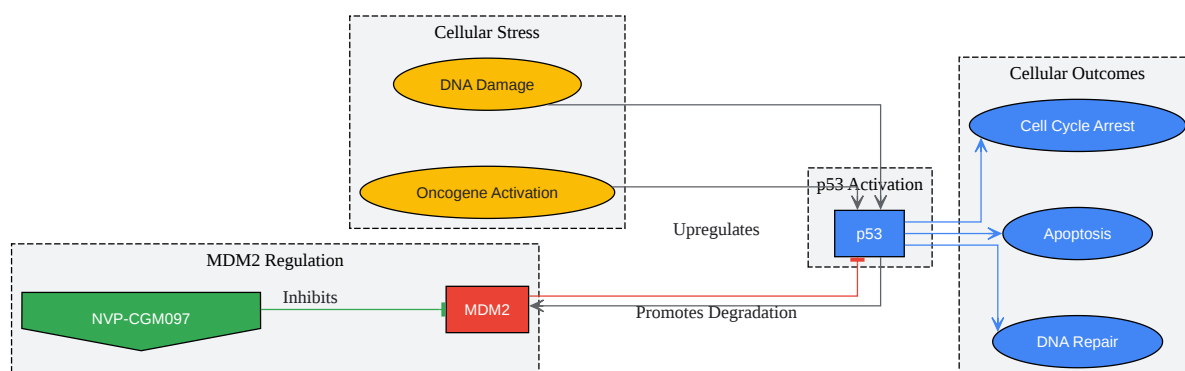 Cellular Stress
DNA Damage
Oncogene Activation
Cellular Outcomes
Cell Cycle Arrest
p53 Activation
p53
Upregulates
Apoptosis
MDM2 Regulation
NVP-CGM097
Inhibits
MDM2
Promotes Degradation
DNA Repair